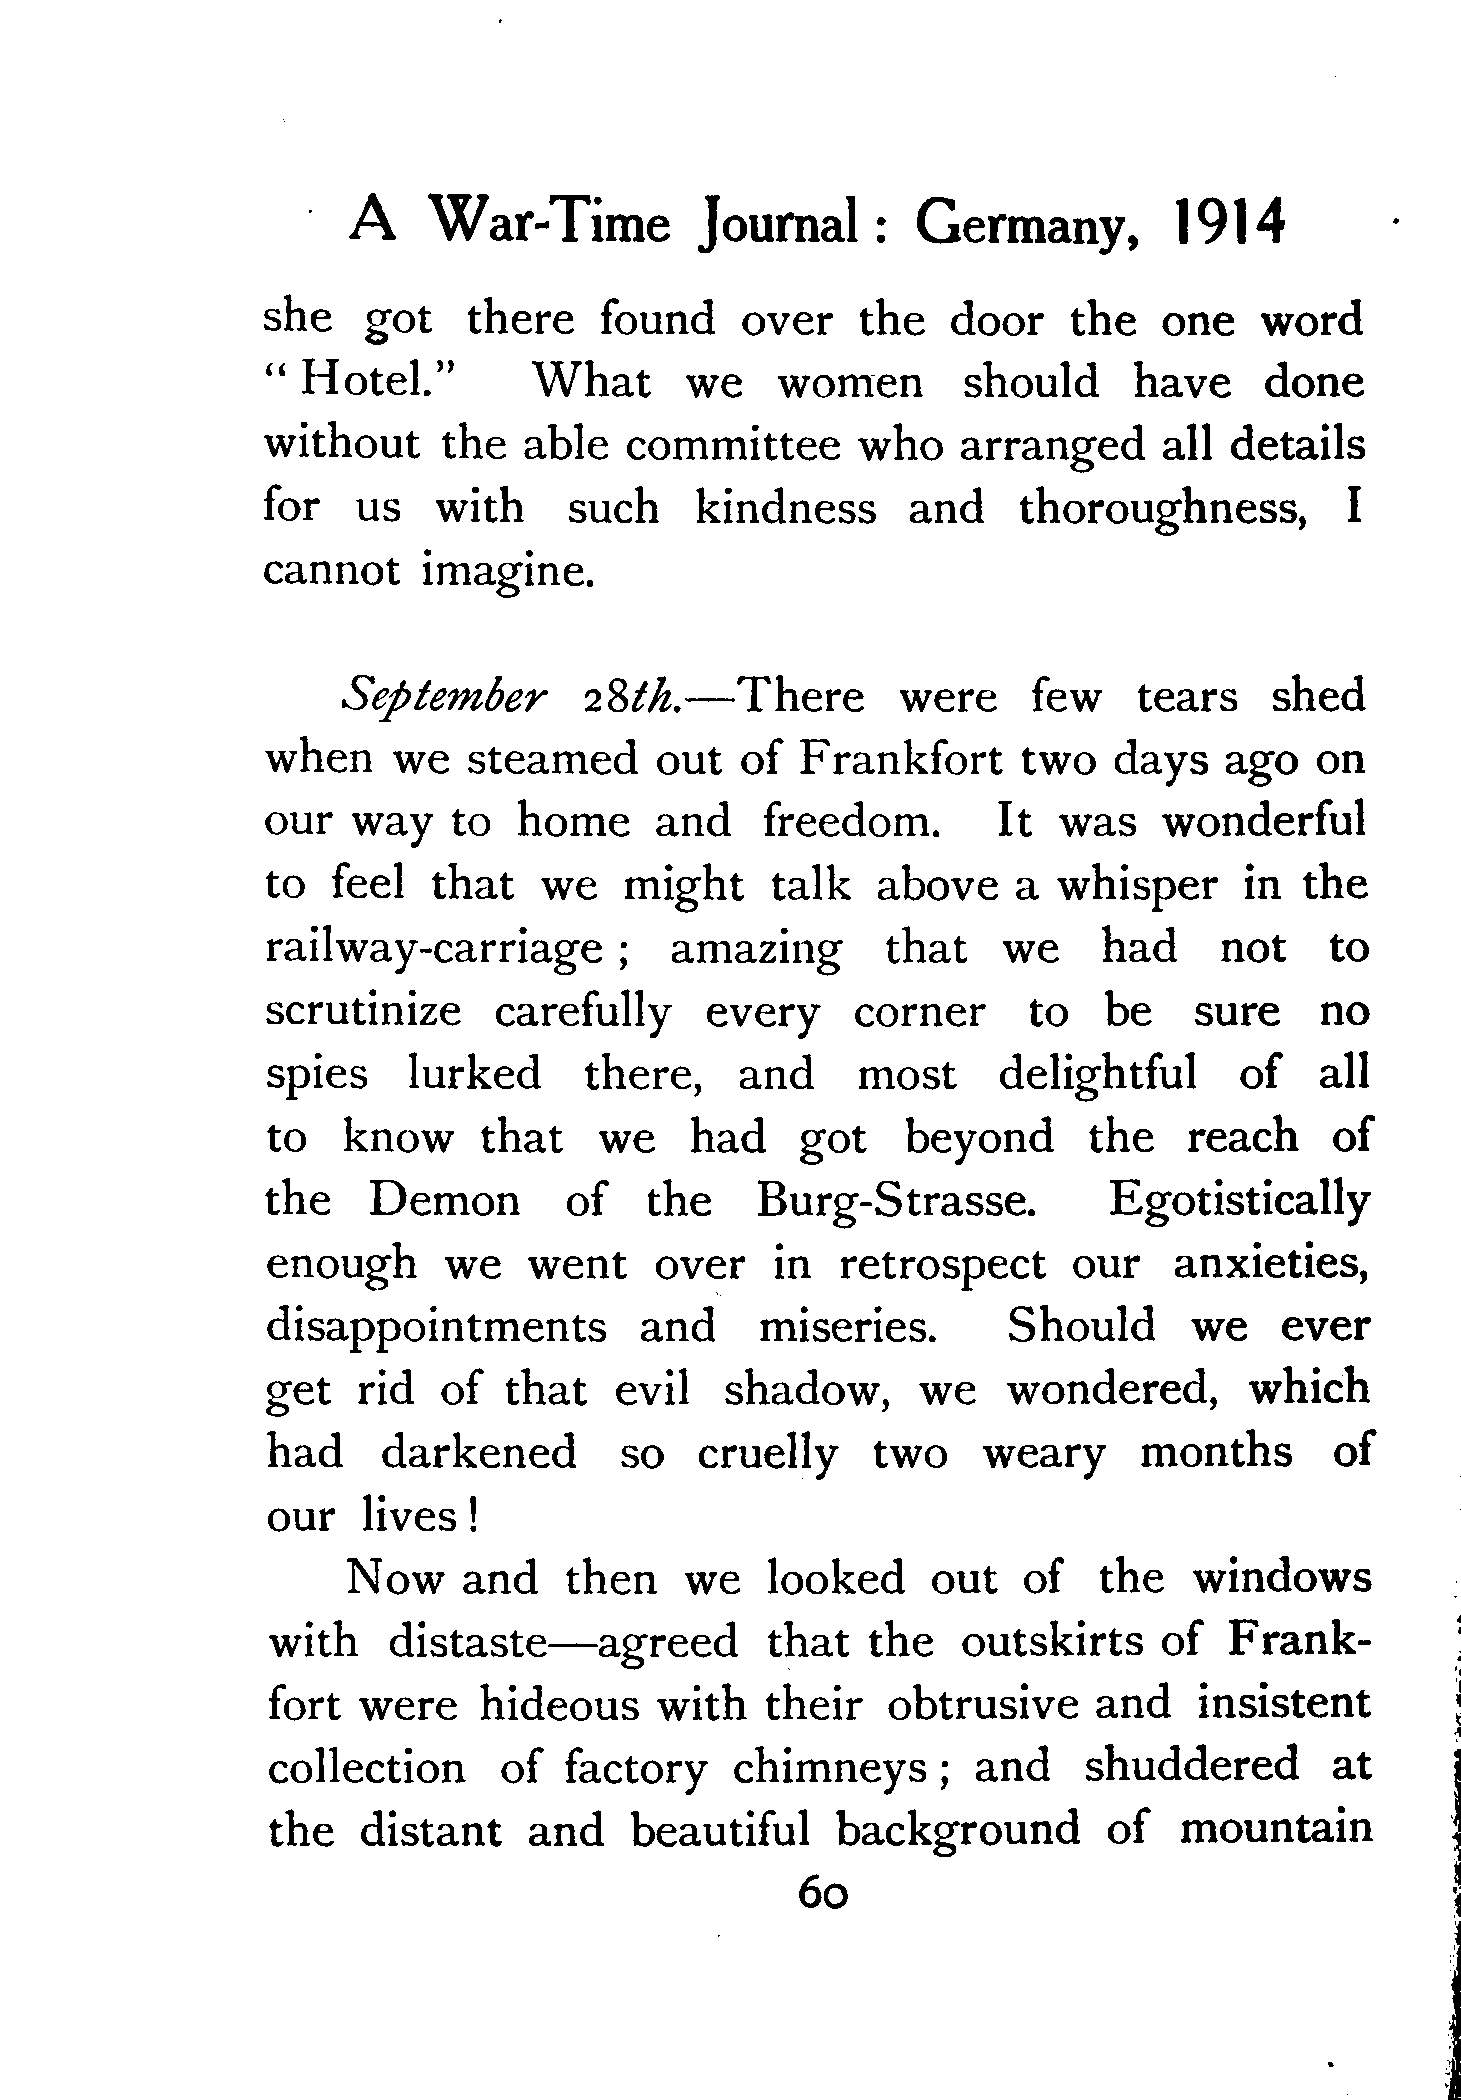 A War-Time Journal: Germany, 1914
she got there found over the door the one word
“ Hotel.” What we women should have done
without the able committee who arranged all details
for us with such kindness and thoroughness, I
cannot imagine.
September 28th.—There were few tears shed
when we steamed out of Frankfort two days ago on
our way to home and freedom. It was wonderful
to feel that we might talk above a whisper in the
railway-carriage ; amazing that we had not to
scrutinize carefully every corner to be sure no
spies lurked there, and most delightful of all
to know that we had got beyond the reach of
the Demon of the Burg-Strasse. Egotistically
enough we went over in retrospect our anxieties,
disappointments and miseries. Should we ever
get rid of that evil shadow, we wondered, which
had darkened so cruelly two weary months of
our lives !
Now and then we looked out of the windows
with distaste—agreed that the outskirts of Frank-
fort were hideous with their obtrusive and insistent
collection of factory chimneys ; and shuddered at
the distant and beautiful background of mountain
60